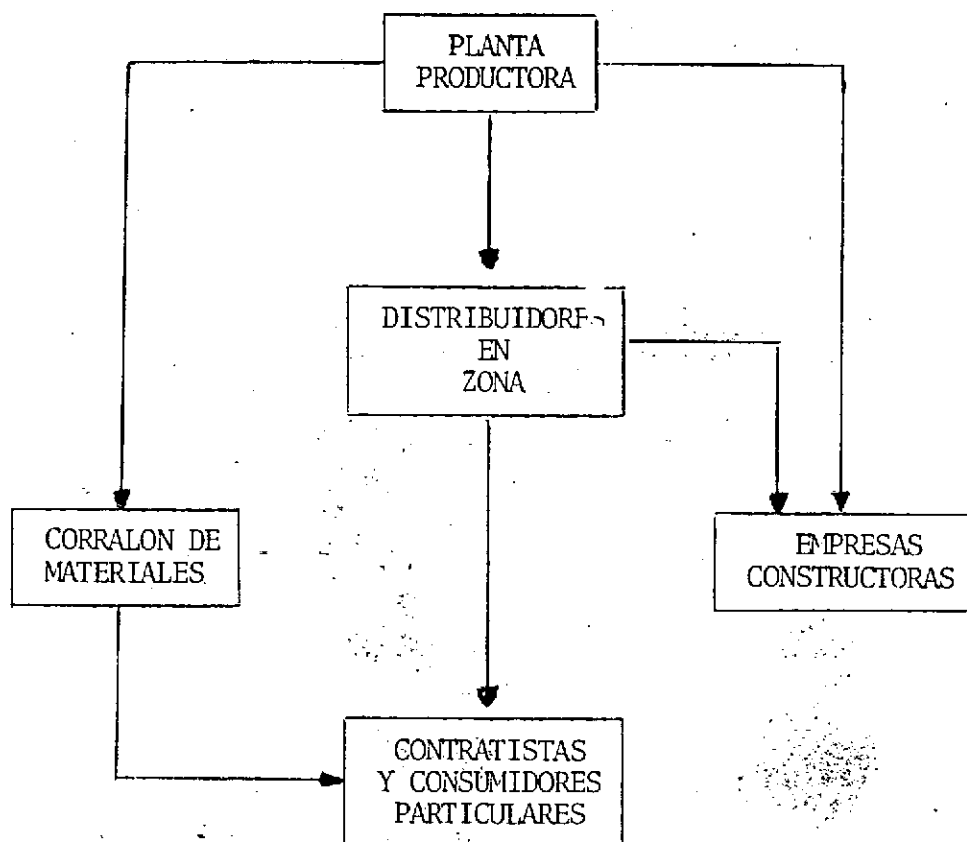 PLANTA
PRODUCTORA
DISTRIBUIDORES
EN
ZONA
CORRALON DE
MATERIALES
EMPRESAS
CONSTRUCTORAS
CONTRATISTAS
Y CONSUMIDORES
PARTICULARES